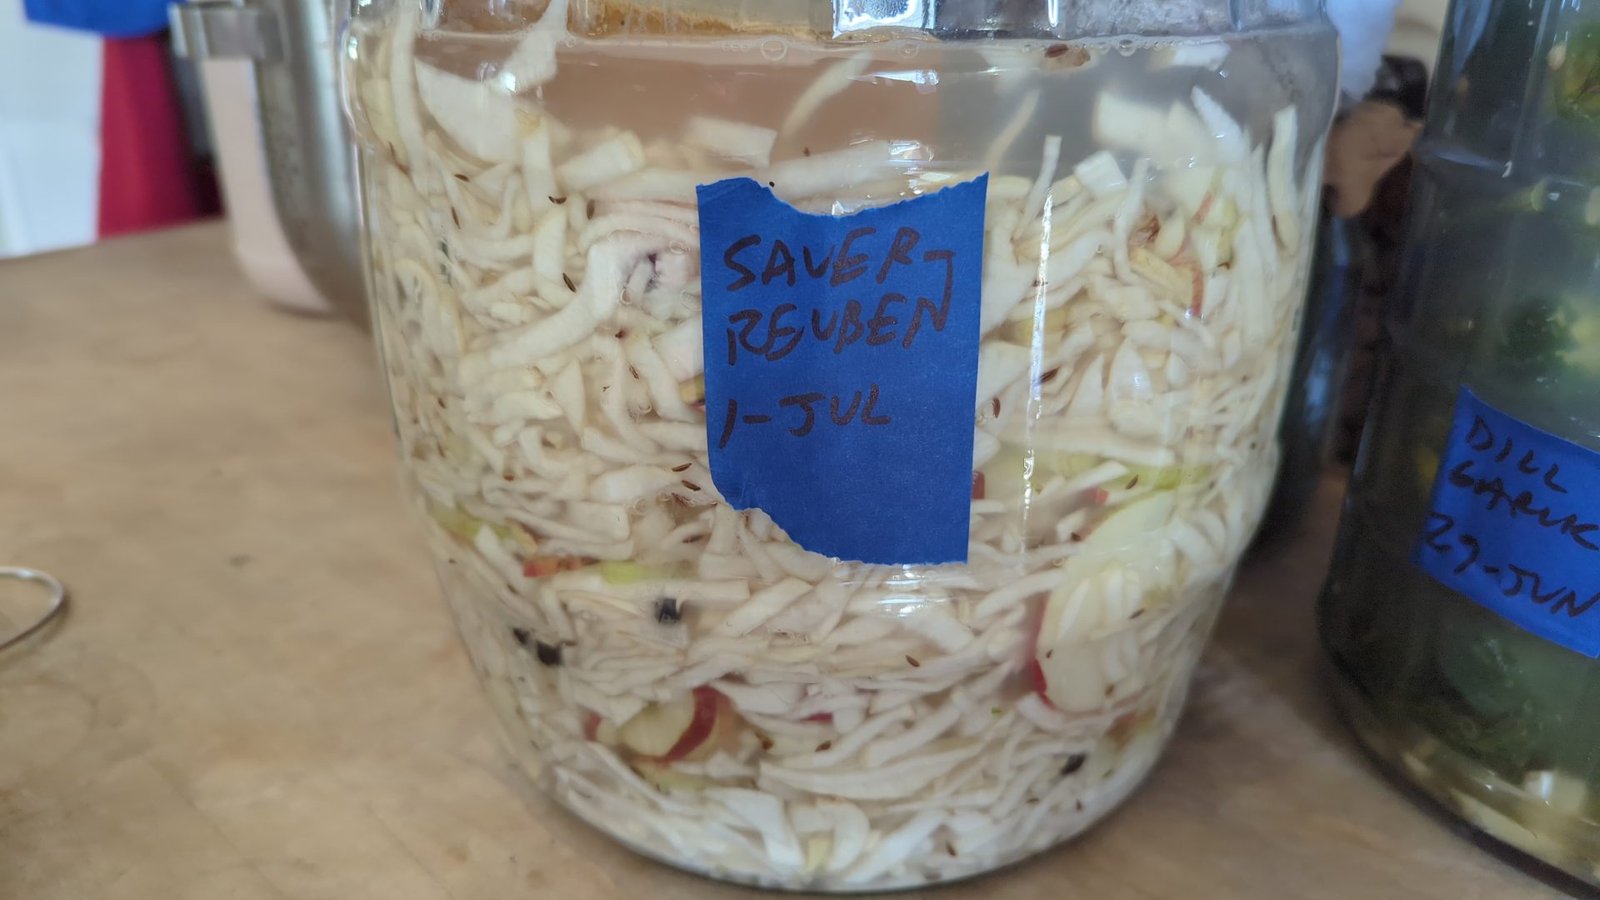 SAUER-
REUBEN
1-JUL
DILL
GARLIC
29-JUN